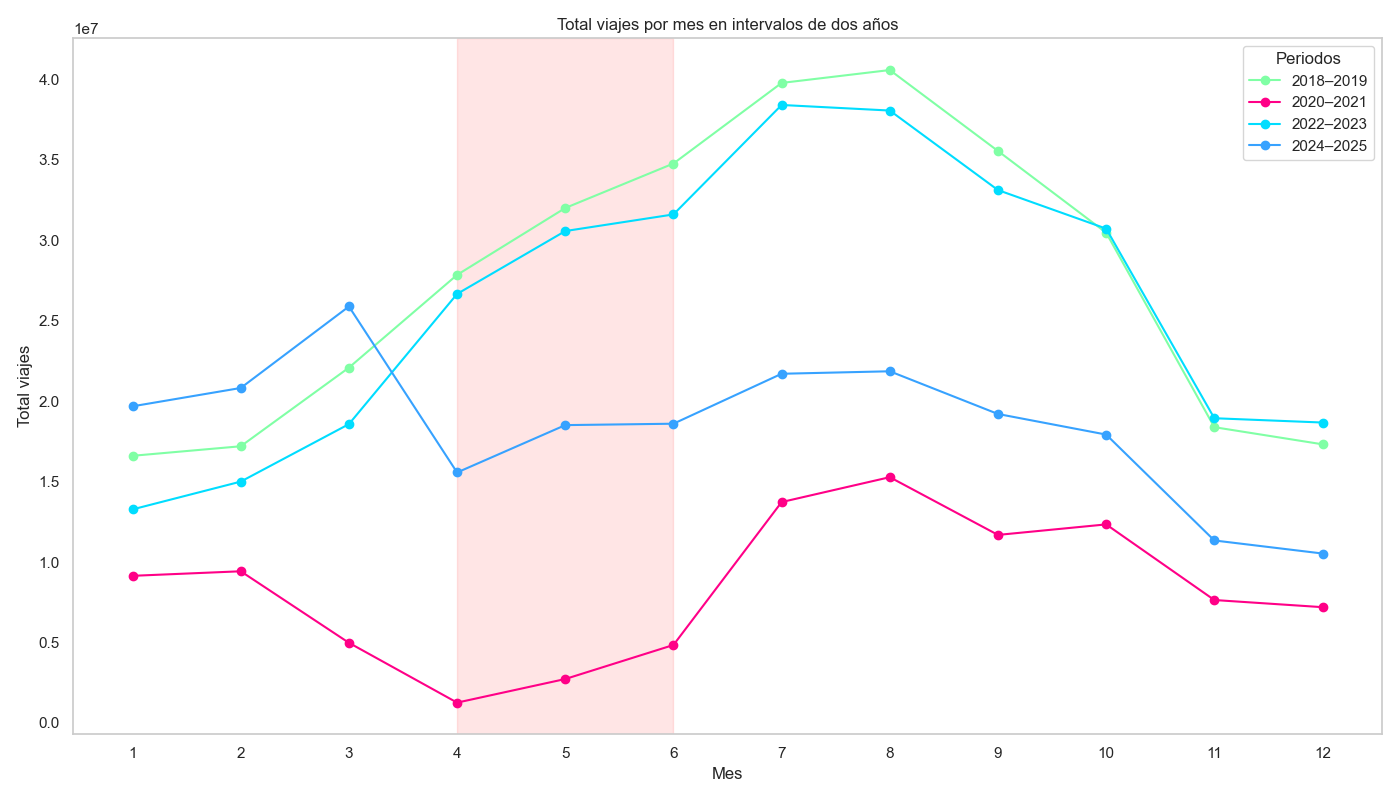 Total viajes por mes en intervalos de dos años
1e7
4.0
3.5
3.0
2.5
2.0
1.5
1.0
0.5
0.0
Total viajes
1 2 3 4 5 6 7 8 9 10 11 12
Mes
Periodos
2018–2019
2020–2021
2022–2023
2024–2025